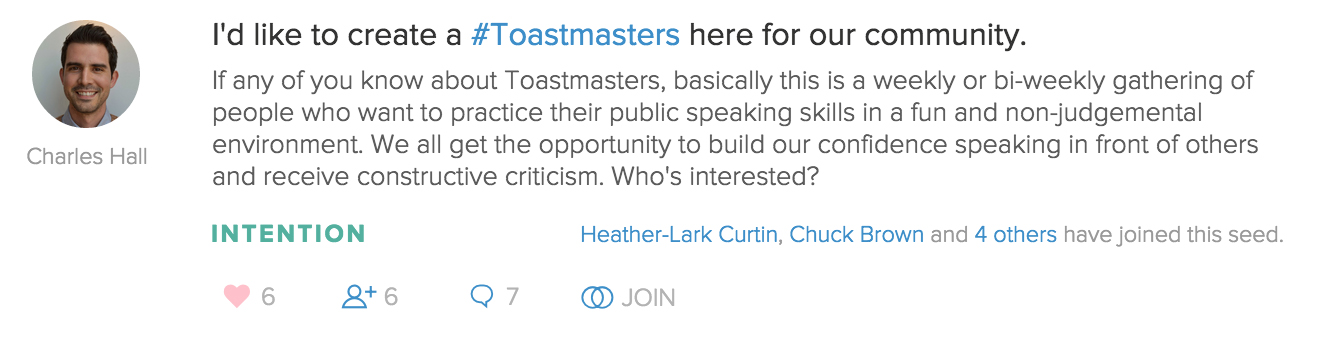 I'd like to create a #Toastmasters here for our community.
If any of you know about Toastmasters, basically this is a weekly or bi-weekly gathering of
people who want to practice their public speaking skills in a fun and non-judgemental
environment. We all get the opportunity to build our confidence speaking in front of others
and receive constructive criticism. Who's interested?
Charles Hall
INTENTION
Heather-Lark Curtin, Chuck Brown and 4 others have joined this seed.
6 6 7 JOIN